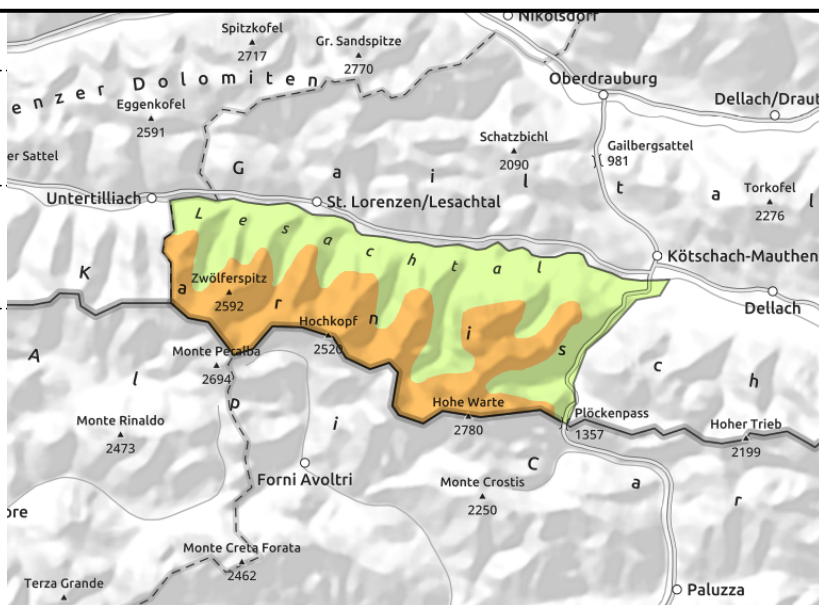 Nikolsdorf
Spitzkofel
2717
Gr. Sandspitze
2770
enzer Dolomiten
Oberdrauburg
Dellach/Draut
Eggenkofel
2591
Schatzbichl
2090
Gailbergsattel
981
er Sattel
Gailtal
Torkofel
2276
Untertilliach
St. Lorenzen/Lesachtal
Lesachtal
Kötschach-Mauthen
Dellach
K a r n i s c h
Zwölferspitz
2592
Hochkopf
2520
A l p i
Monte Peralba
2694
Hohe Warte
2780
Plöckenpass
1357
Hoher Trieb
2199
Monte Rinaldo
2473
Forni Avoltri
Monte Crostis
2250
C a r
ore
Monte Creta Forata
2462
Terza Grande
Paluzza